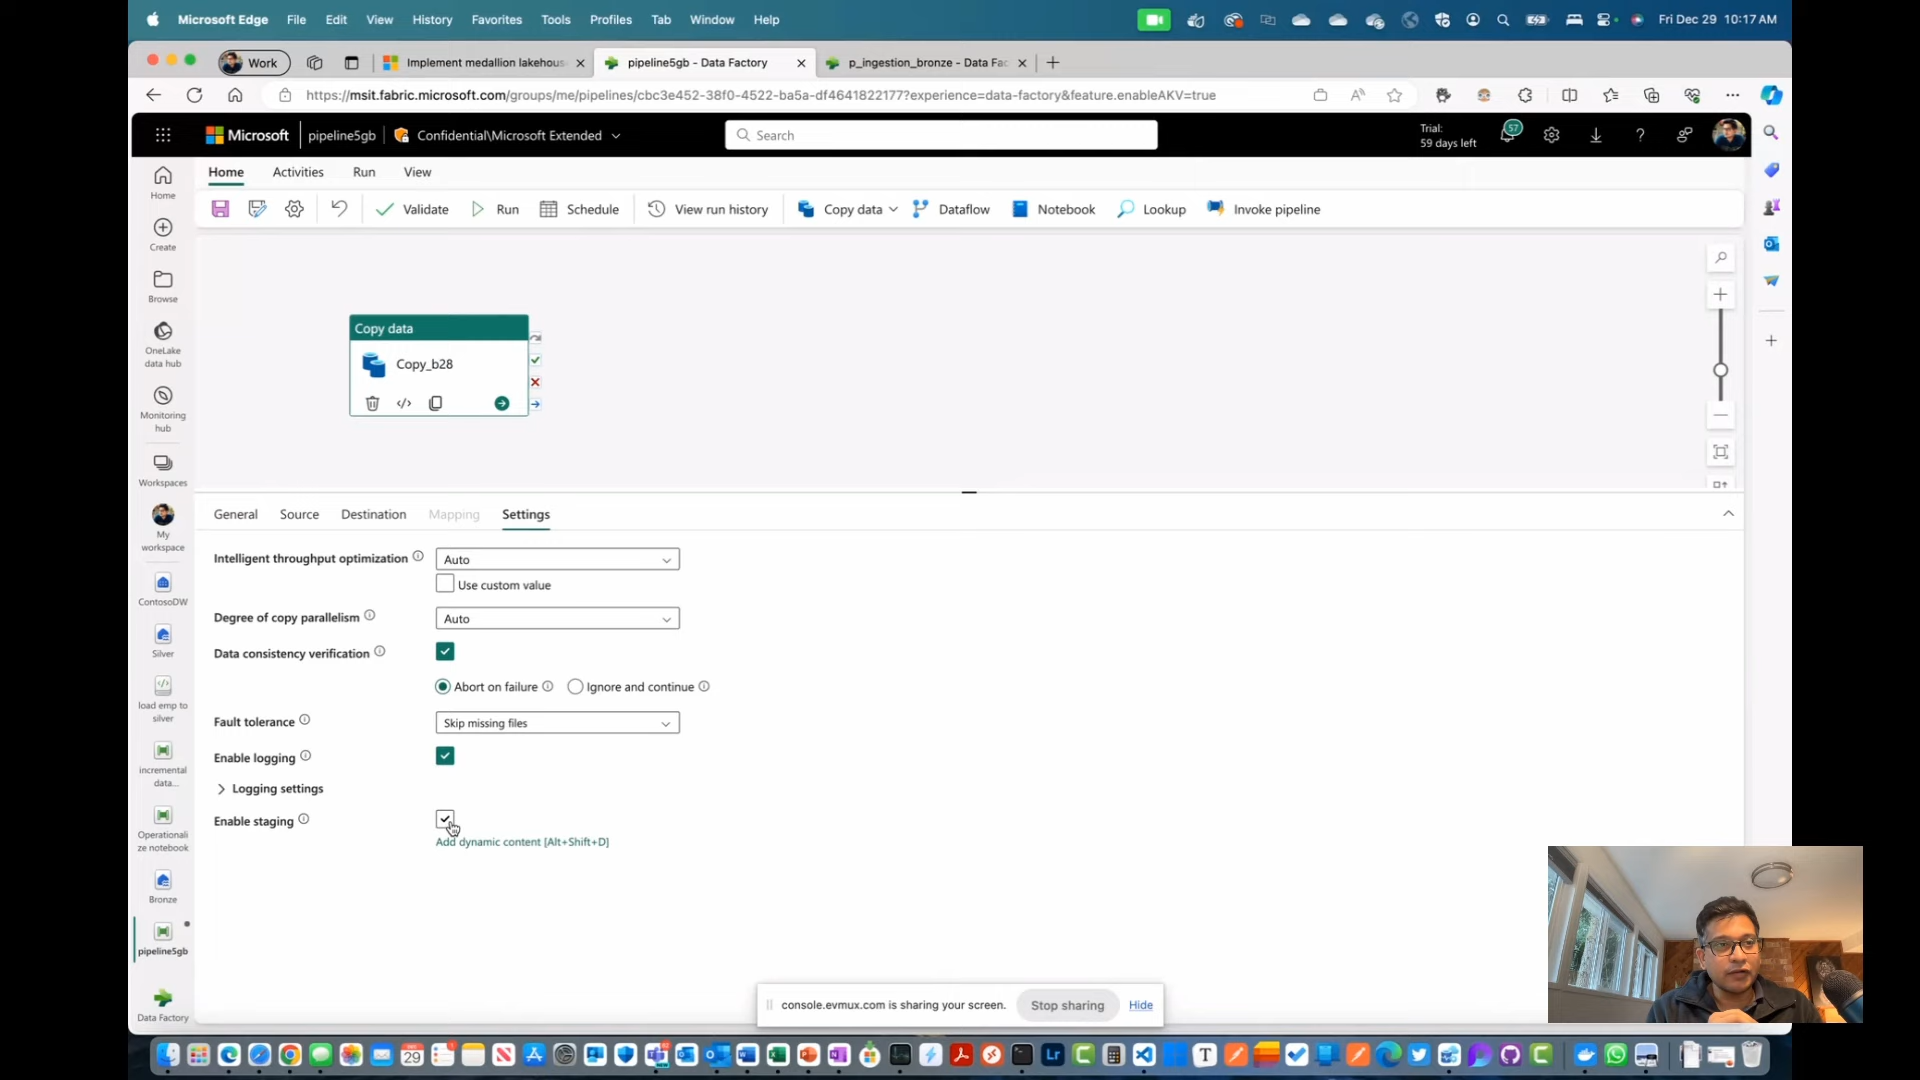 Microsoft Edge File Edit View History Favorites Tools Profiles Tab Window Help Fri Dec 29 10:17 AM
Work Implement medallion lakehous pipeline5gb - Data Factory p_ingestion_bronze - Data Fac
https://msit.fabric.microsoft.com/groups/me/pipelines/cbc3e452-38f0-4522-ba5a-df4641822177?experience=data-factory&feature.enableAKV=true
Microsoft pipeline5gb Confidential\Microsoft Extended Search Trial: 57
59 days left
Home Activities Run View
Validate Run Schedule View run history Copy data Dataflow Notebook Lookup Invoke pipeline
Home
Create
Browse
OneLake
data hub
Monitoring
hub
Workspaces
My
workspace
ContosoDW
Silver
load emp to
silver
incremental
data...
Operationali
ze notebook
Bronze
pipeline5gb
Data Factory
Copy data
Copy_b28
General Source Destination Mapping Settings
Intelligent throughput optimization Auto
Use custom value
Degree of copy parallelism Auto
Data consistency verification
Abort on failure Ignore and continue
Fault tolerance Skip missing files
Enable logging
Logging settings
Enable staging
Add dynamic content [Alt+Shift+D]
console.evmux.com is sharing your screen. Stop sharing Hide